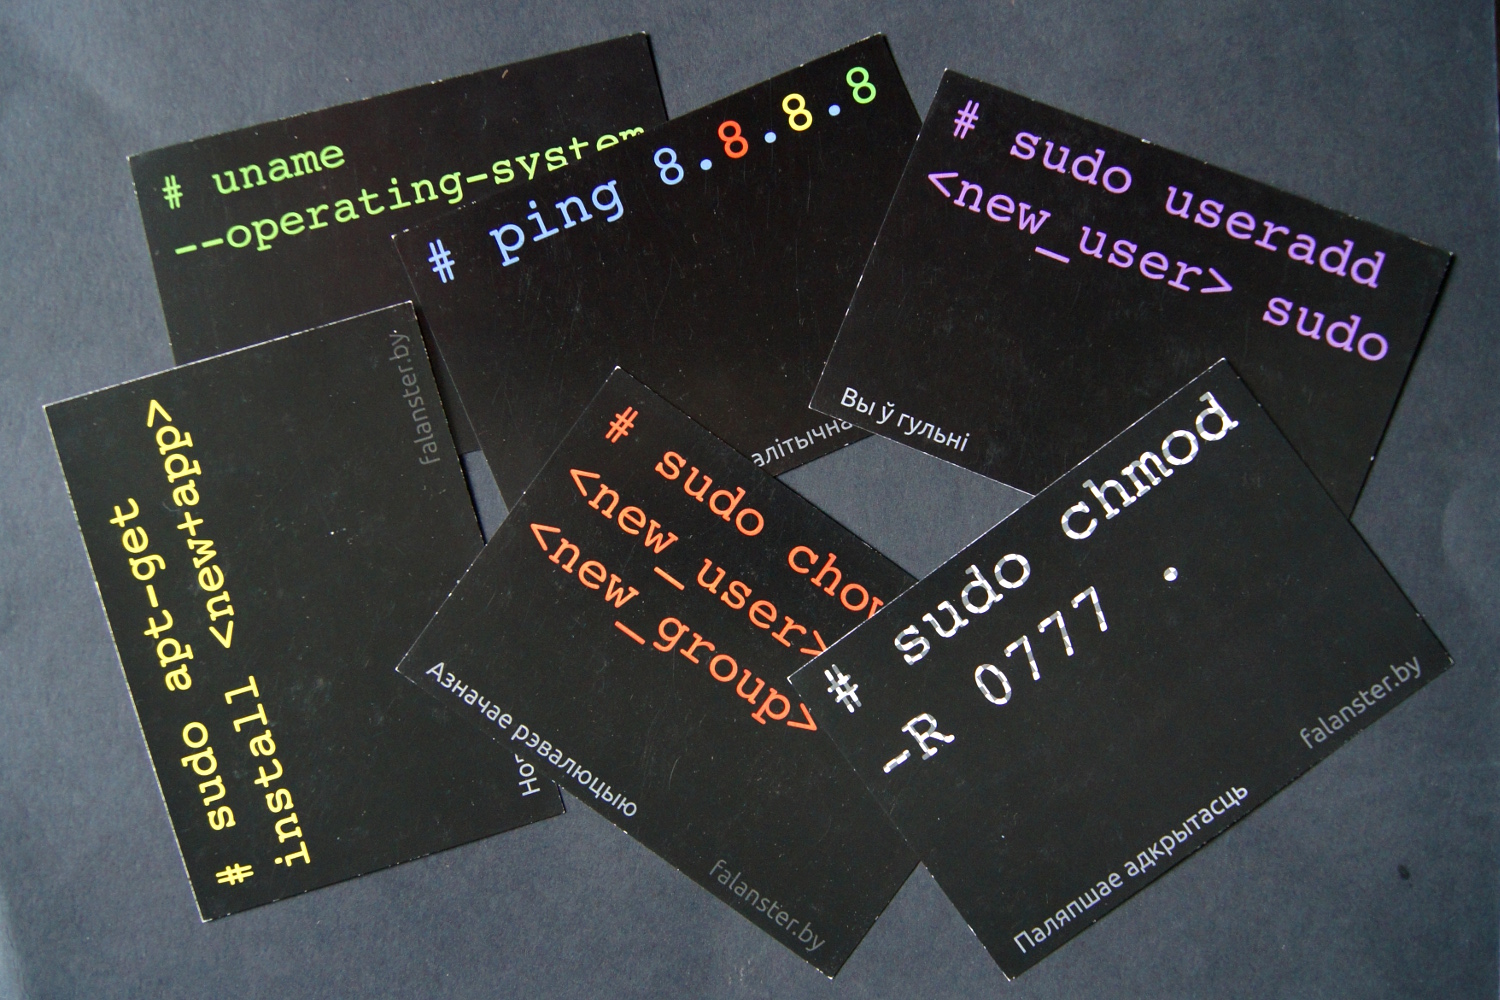 # uname
--operating-system
# ping 8.8.8.8
# sudo useradd
<new_user> sudo
Вы ў гульні
falanster.by
# sudo apt-get
install <new+app>
# sudo chow
<new_user>
<new_group>
Азначае рэвалюцыю
falanster.by
# sudo chmod
-R 0777 .
falanster.by
Паляпшае адкрытасць